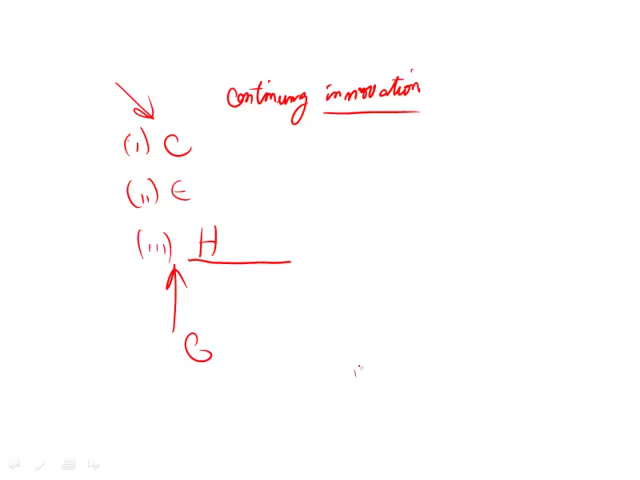 Continuing innovation
(i) C
(ii) E
(iii) H
G